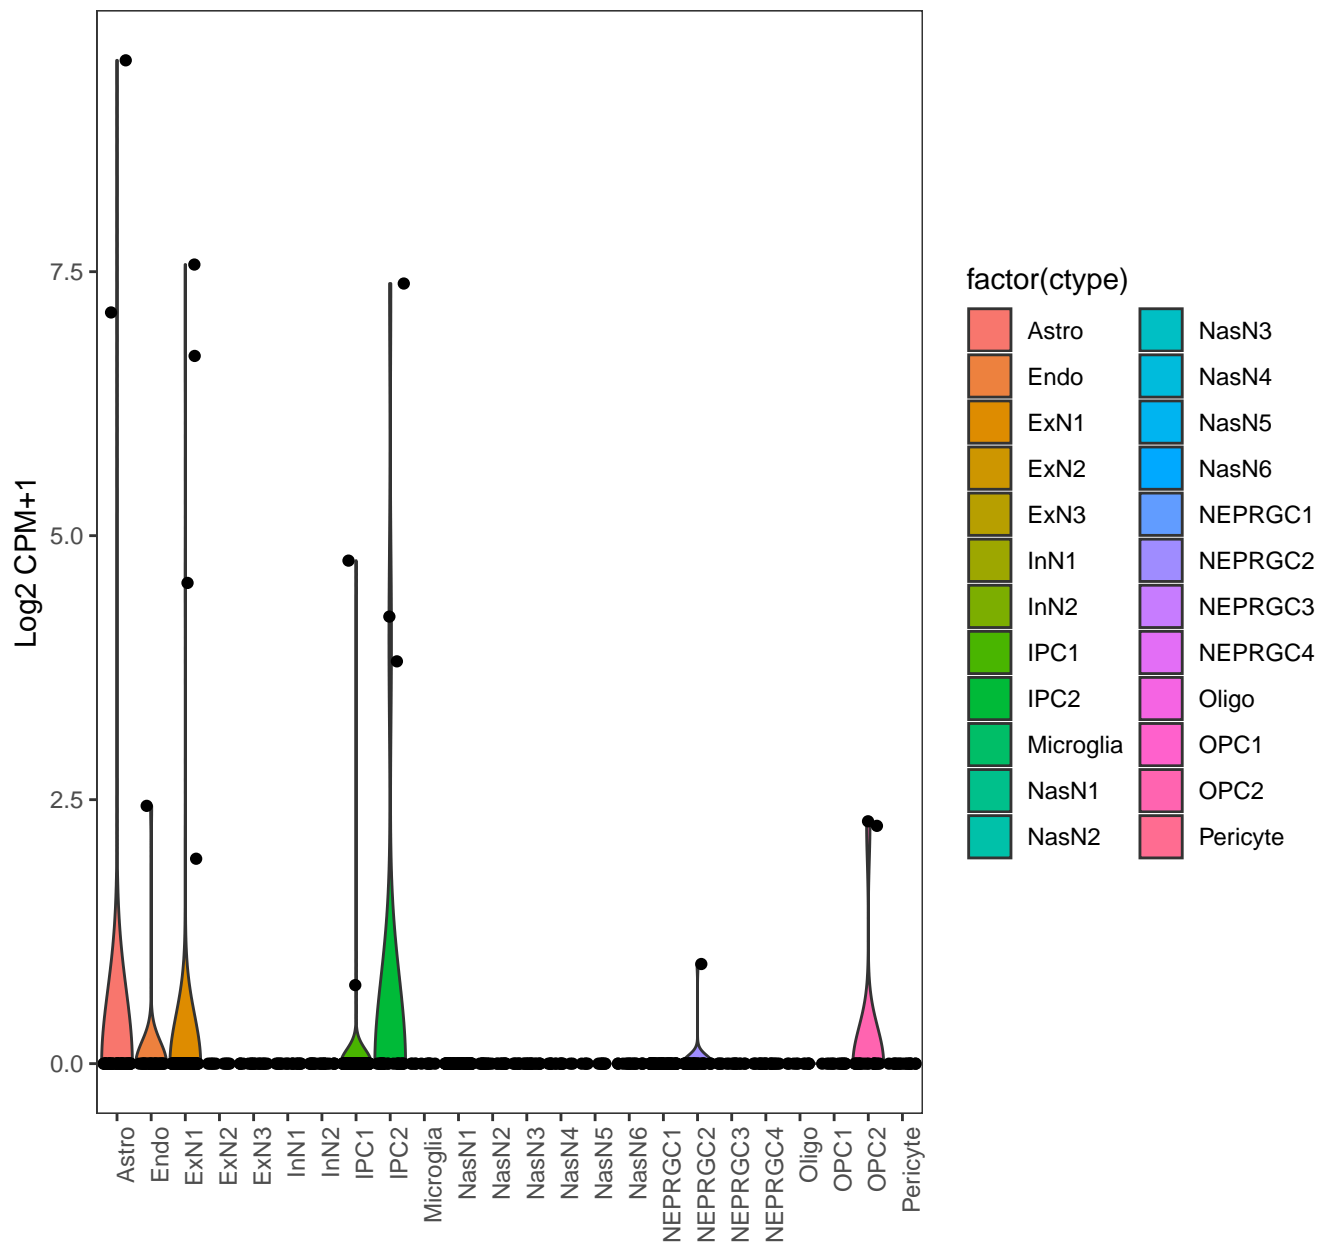 Log2 CPM+1
7.5
5.0
2.5
0.0
Astro
Endo
ExN1
ExN2
ExN3
InN1
InN2
IPC1
IPC2
Microglia
NasN1
NasN2
NasN3
NasN4
NasN5
NasN6
NEPRGC1
NEPRGC2
NEPRGC3
NEPRGC4
Oligo
OPC1
OPC2
Pericyte
factor(ctype)
Astro
Endo
ExN1
ExN2
ExN3
InN1
InN2
IPC1
IPC2
Microglia
NasN1
NasN2
NasN3
NasN4
NasN5
NasN6
NEPRGC1
NEPRGC2
NEPRGC3
NEPRGC4
Oligo
OPC1
OPC2
Pericyte